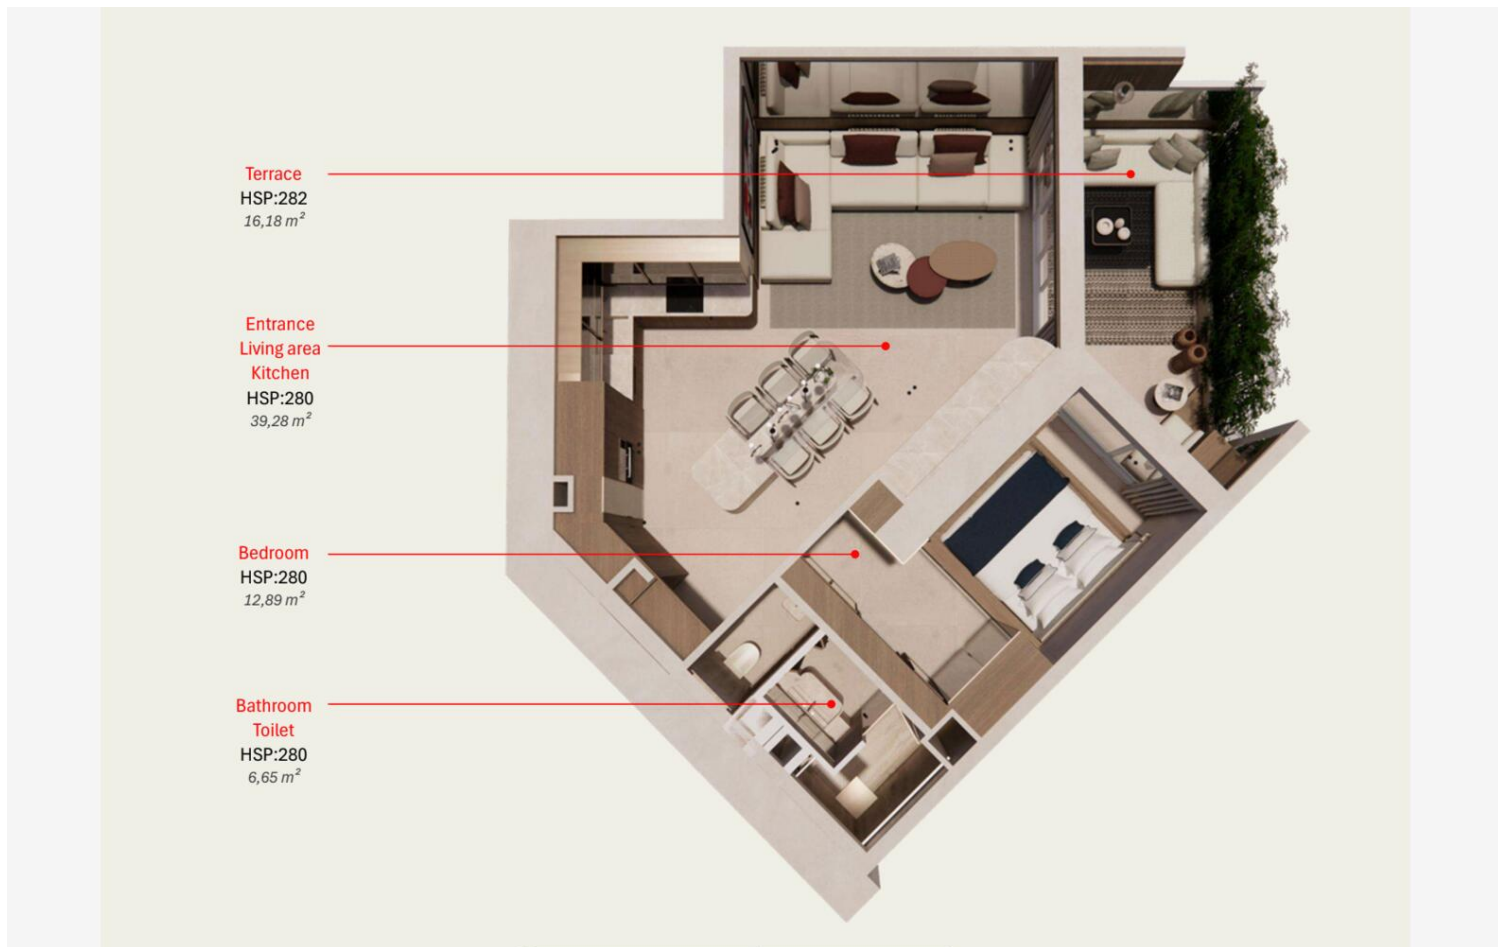 Terrace
HSP:282
16,18 m²
Entrance
Living area
Kitchen
HSP:280
39,28 m²
Bedroom
HSP:280
12,89 m²
Bathroom
Toilet
HSP:280
6,65 m²